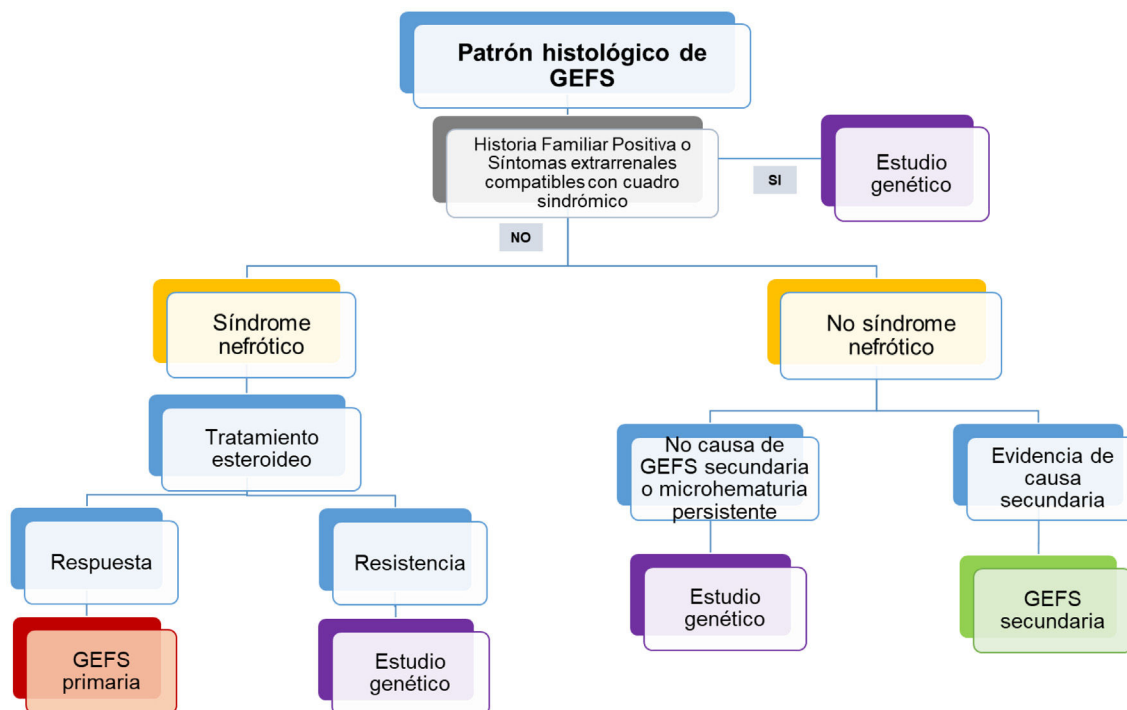 Patrón histológico de
GEFS
Historia Familiar Positiva o
Síntomas extrarrenales
compatibles con cuadro
sindrómico
SI
Estudio
genético
NO
Síndrome
nefrótico
No síndrome
nefrótico
Tratamiento
esteroideo
No causa de
GEFS secundaria
o microhematuria
persistente
Evidencia de
causa
secundaria
Respuesta
Resistencia
Estudio
genético
GEFS
secundaria
GEFS
primaria
Estudio
genético